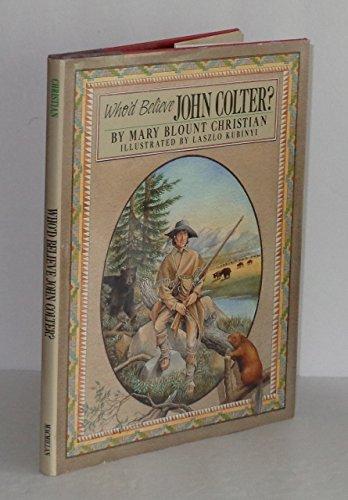 Who'd Believe JOHN COLTER?
BY MARY BLOUNT CHRISTIAN
ILLUSTRATED BY LASZLO KUBINYI
CHRISTIAN
WHO'D BELIEVE JOHN COLTER?
MACMILLAN